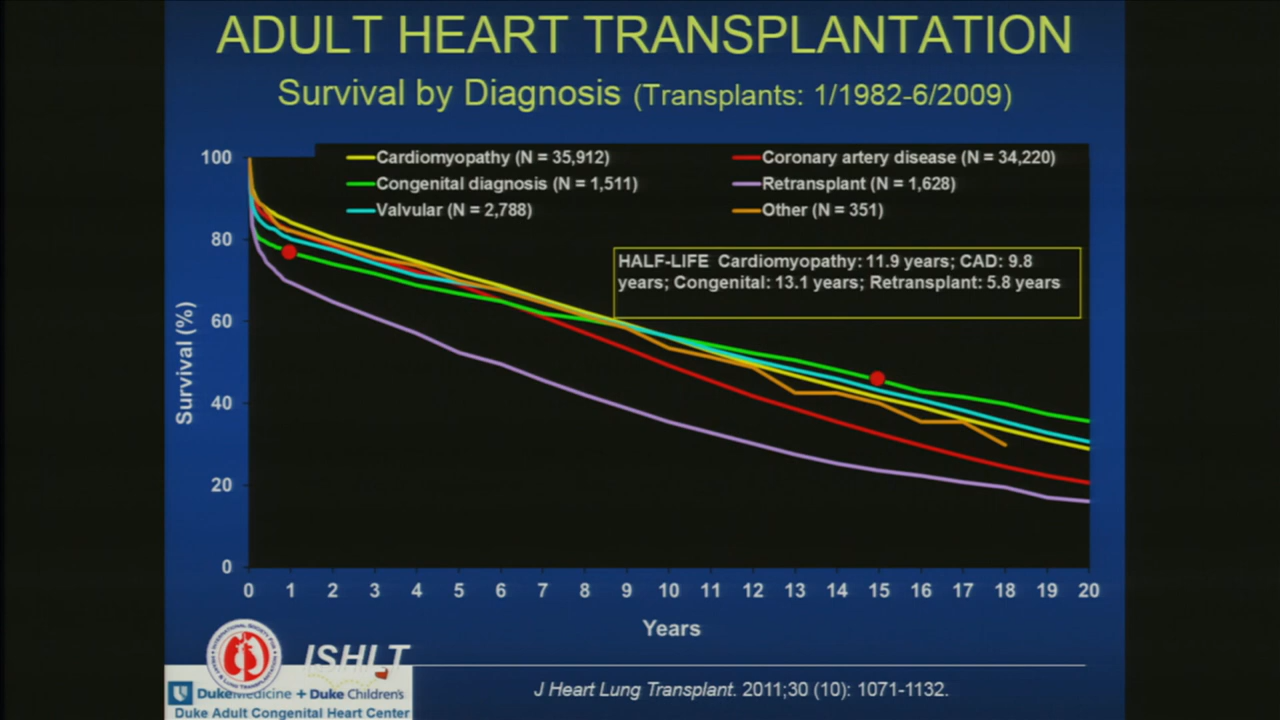 ADULT HEART TRANSPLANTATION
Survival by Diagnosis (Transplants: 1/1982-6/2009)
Cardiomyopathy (N = 35,912)
Coronary artery disease (N = 34,220)
Congenital diagnosis (N = 1,511)
Retransplant (N = 1,628)
Valvular (N = 2,788)
Other (N = 351)
HALF-LIFE Cardiomyopathy: 11.9 years; CAD: 9.8
years; Congenital: 13.1 years; Retransplant: 5.8 years
Survival (%)
100
80
60
40
20
0
0 1 2 3 4 5 6 7 8 9 10 11 12 13 14 15 16 17 18 19 20
Years
ISHLT
DukeMedicine + Duke Children's
Duke Adult Congenital Heart Center
J Heart Lung Transplant. 2011;30 (10): 1071-1132.